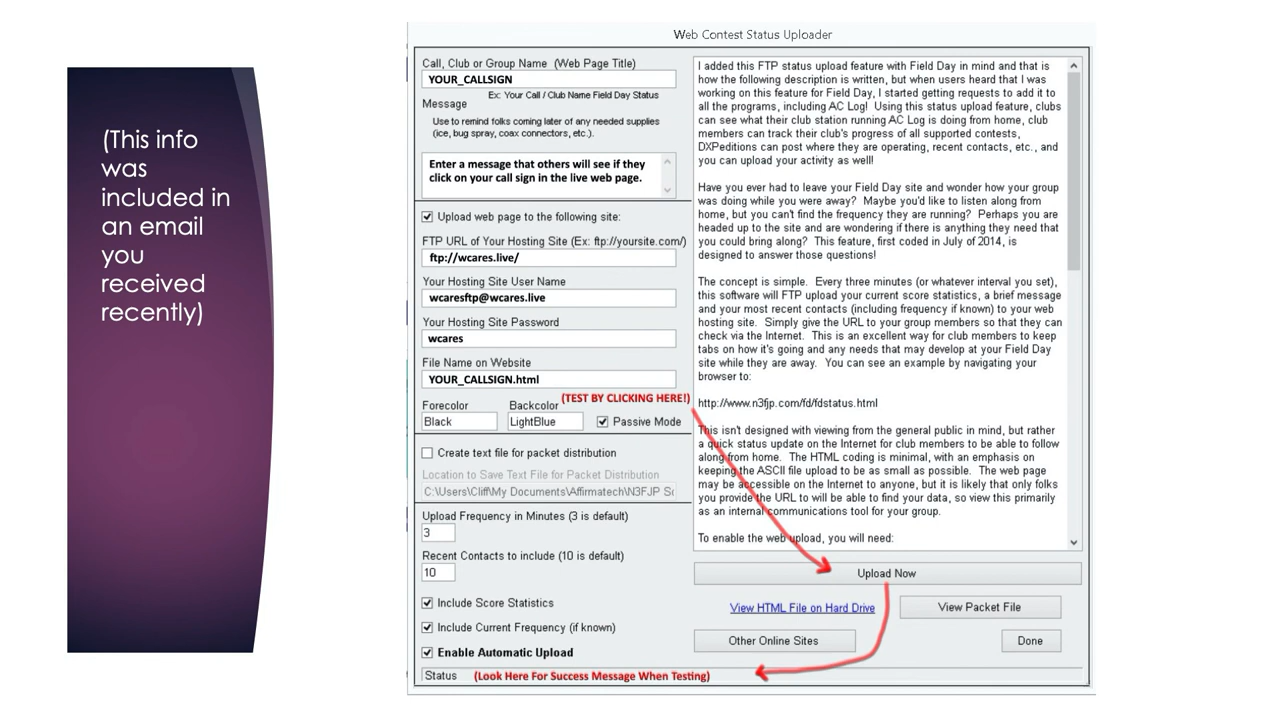 (This info
was
included in
an email
you
received
recently)
Web Contest Status Uploader
Call, Club or Group Name (Web Page Title)
YOUR_CALLSIGN
Ex: Your Call / Club Name Field Day Status
Message
Use to remind folks coming later of any needed supplies
(ice, bug spray, coax connectors, etc.).
Enter a message that others will see if they
click on your call sign in the live web page.
Upload web page to the following site:
FTP URL of Your Hosting Site (Ex: ftp://yoursite.com/)
ftp://wcares.live/
Your Hosting Site User Name
wcaresftp@wcares.live
Your Hosting Site Password
wcares
File Name on Website
YOUR_CALLSIGN.html
(TEST BY CLICKING HERE!)
Forecolor Backcolor
Black LightBlue Passive Mode
Create text file for packet distribution
Location to Save Text File for Packet Distribution
C:\Users\Cliff\My Documents\Affirmatech\N3FJP So
Upload Frequency in Minutes (3 is default)
3
Recent Contacts to include (10 is default)
10
Include Score Statistics
Include Current Frequency (if known)
Enable Automatic Upload
Status (Look Here For Success Message When Testing)
I added this FTP status upload feature with Field Day in mind and that is
how the following description is written, but when users heard that I was
working on this feature for Field Day, I started getting requests to add it to
all the programs, including AC Log! Using this status upload feature, clubs
can see what their club station running AC Log is doing from home, club
members can track their club's progress of all supported contests,
DXPeditions can post where they are operating, recent contacts, etc., and
you can upload your activity as well!
Have you ever had to leave your Field Day site and wonder how your group
was doing while you were away? Maybe you'd like to listen along from
home, but you can't find the frequency they are running? Perhaps you are
headed up to the site and are wondering if there is anything they need that
you could bring along? This feature, first coded in July of 2014, is
designed to answer those questions!
The concept is simple. Every three minutes (or whatever interval you set),
this software will FTP upload your current score statistics, a brief message
and your most recent contacts (including frequency if known) to your web
hosting site. Simply give the URL to your group members so that they can
check via the Internet. This is an excellent way for club members to keep
tabs on how it's going and any needs that may develop at your Field Day
site while they are away. You can see an example by navigating your
browser to:
http://www.n3fjp.com/fd/fdstatus.html
This isn't designed with viewing from the general public in mind, but rather
a quick status update on the Internet for club members to be able to follow
along from home. The HTML coding is minimal, with an emphasis on
keeping the ASCII file upload to be as small as possible. The web page
may be accessible on the Internet to anyone, but it is likely that only folks
you provide the URL to will be able to find your data, so view this primarily
as an internal communications tool for your group.
To enable the web upload, you will need:
Upload Now
View HTML File on Hard Drive View Packet File
Other Online Sites Done